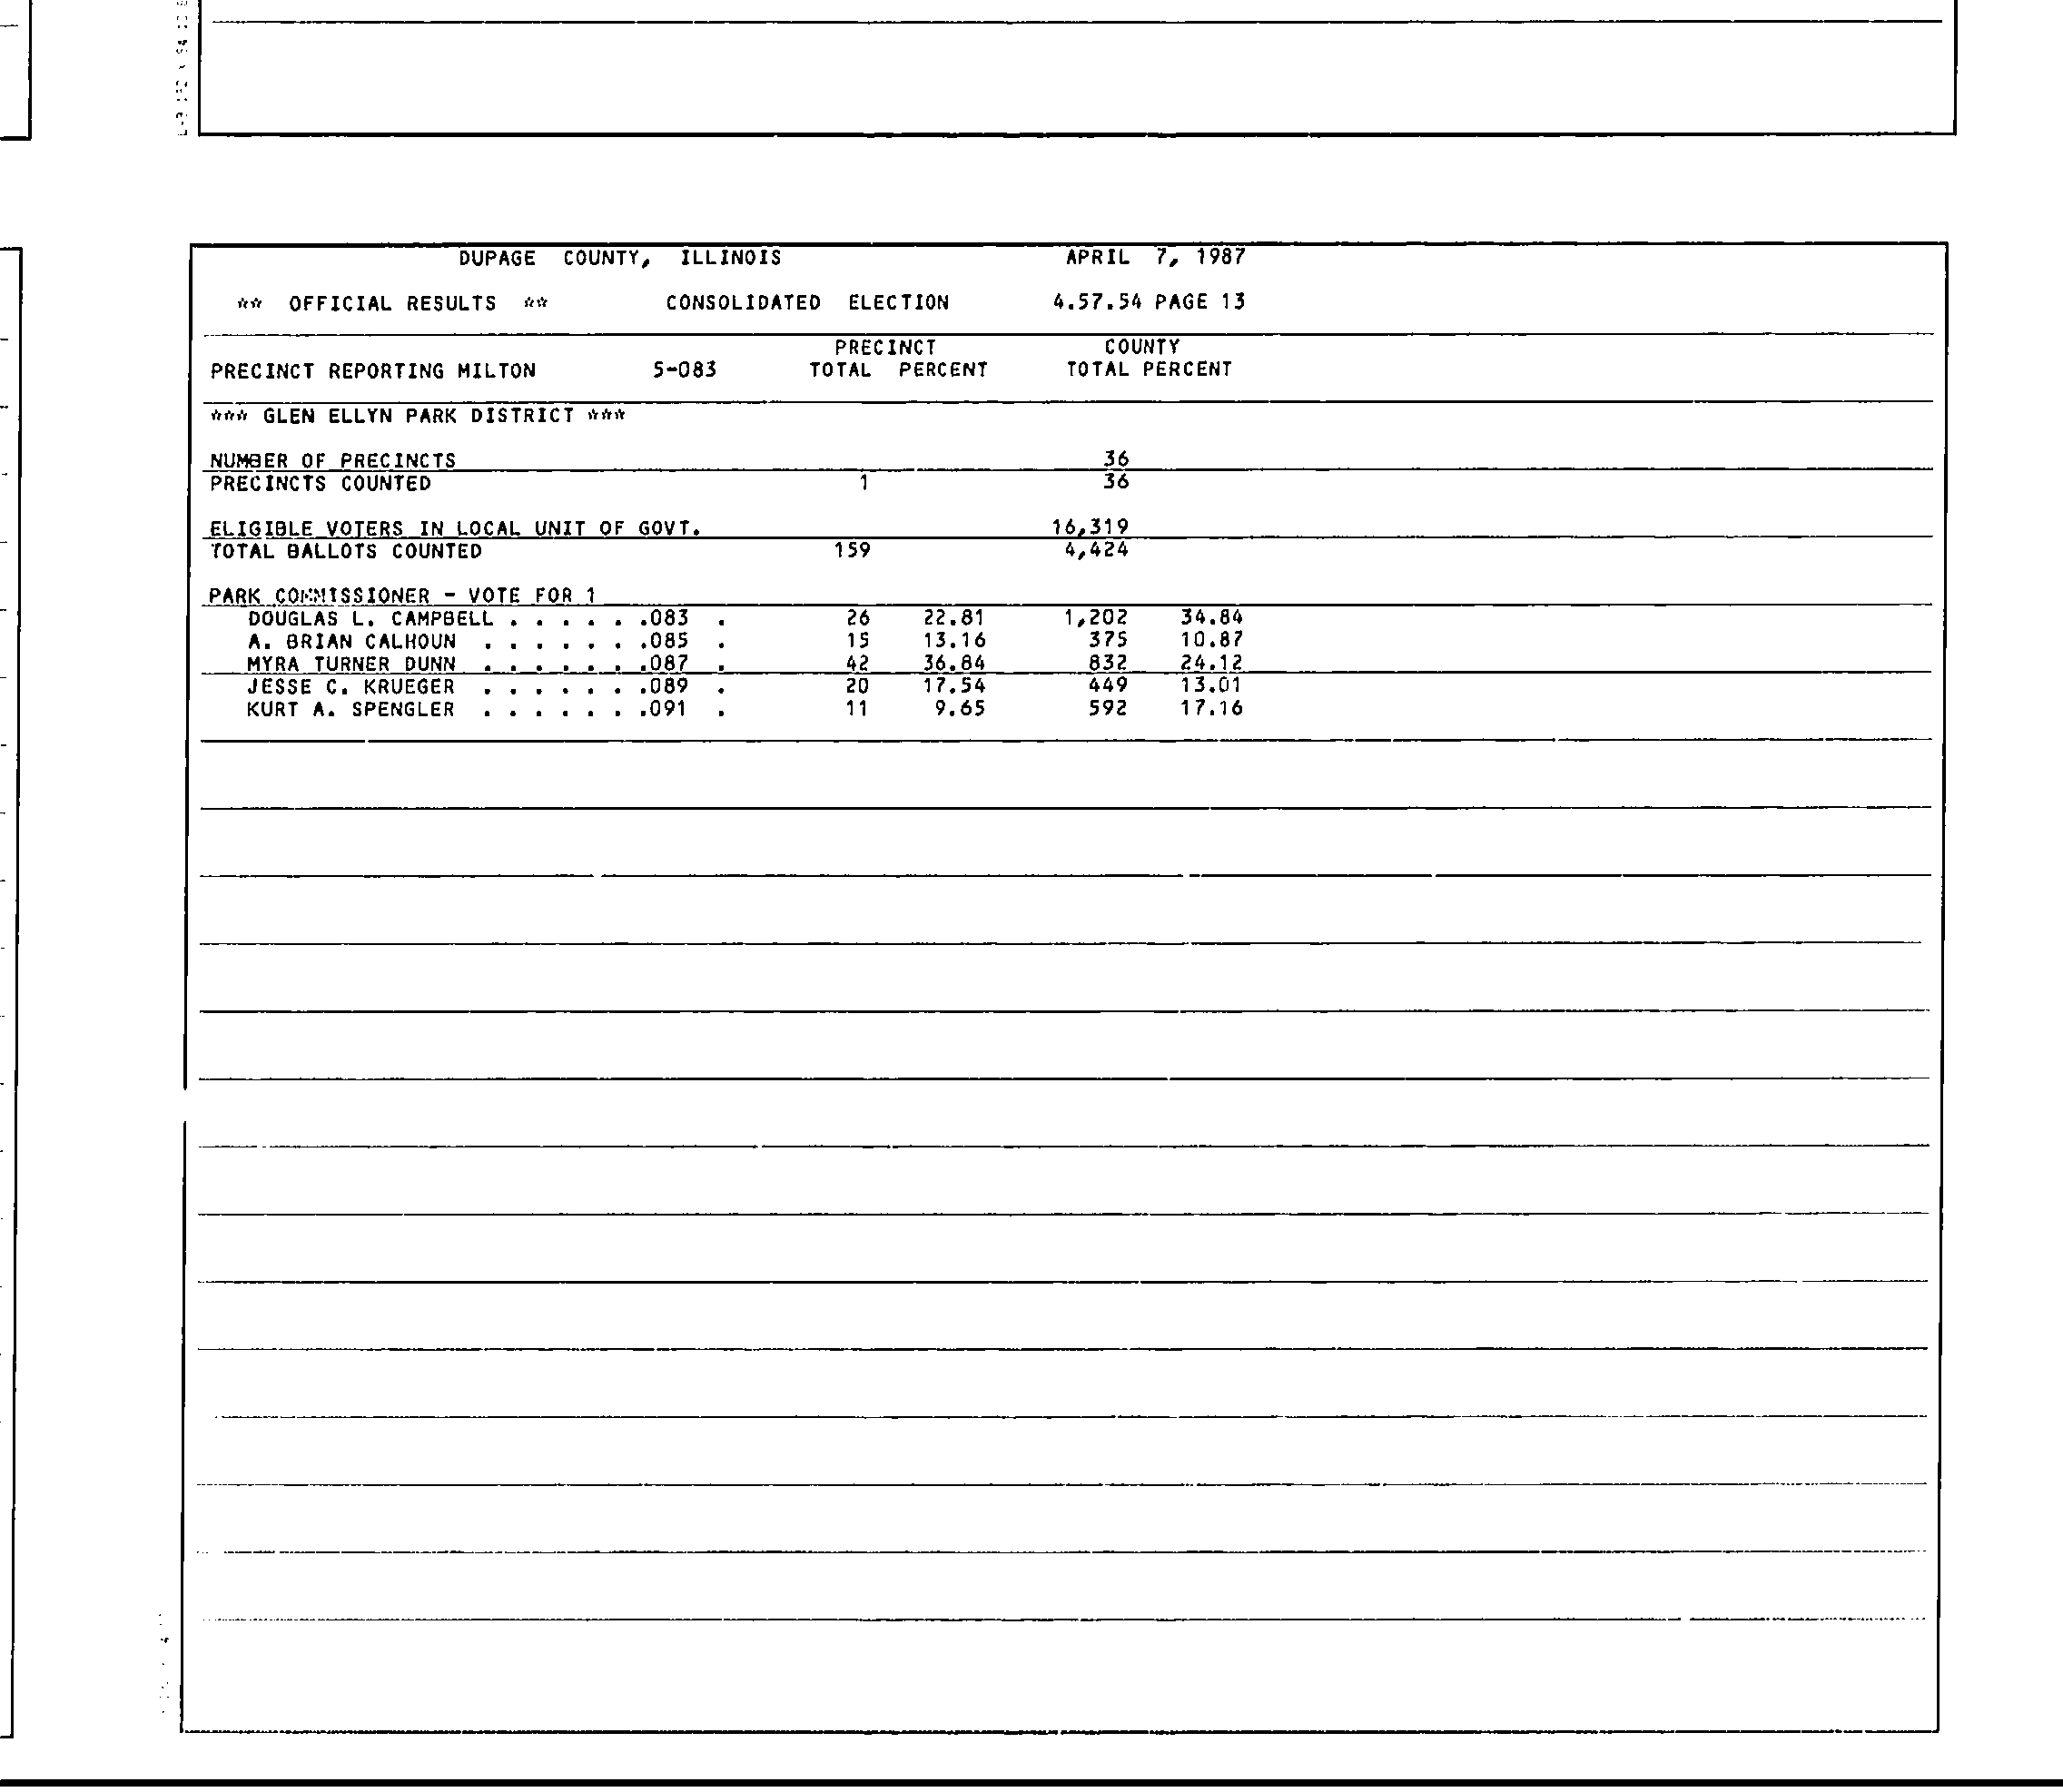 DUPAGE COUNTY, ILLINOIS APRIL 7, 1987
** OFFICIAL RESULTS ** CONSOLIDATED ELECTION 4.57.54 PAGE 13
PRECINCT COUNTY
PRECINCT REPORTING MILTON 5-083 TOTAL PERCENT TOTAL PERCENT
*** GLEN ELLYN PARK DISTRICT ***
NUMBER OF PRECINCTS 36
PRECINCTS COUNTED 1 36
ELIGIBLE VOTERS IN LOCAL UNIT OF GOVT. 16,319
TOTAL BALLOTS COUNTED 159 4,424
PARK COMMISSIONER - VOTE FOR 1
DOUGLAS L. CAMPBELL . . . . . .083 . 26 22.81 1,202 34.84
A. BRIAN CALHOUN . . . . . . .085 . 15 13.16 375 10.87
MYRA TURNER DUNN . . . . . . .087 . 42 36.84 832 24.12
JESSE C. KRUEGER . . . . . . .089 . 20 17.54 449 13.01
KURT A. SPENGLER . . . . . . .091 . 11 9.65 592 17.16